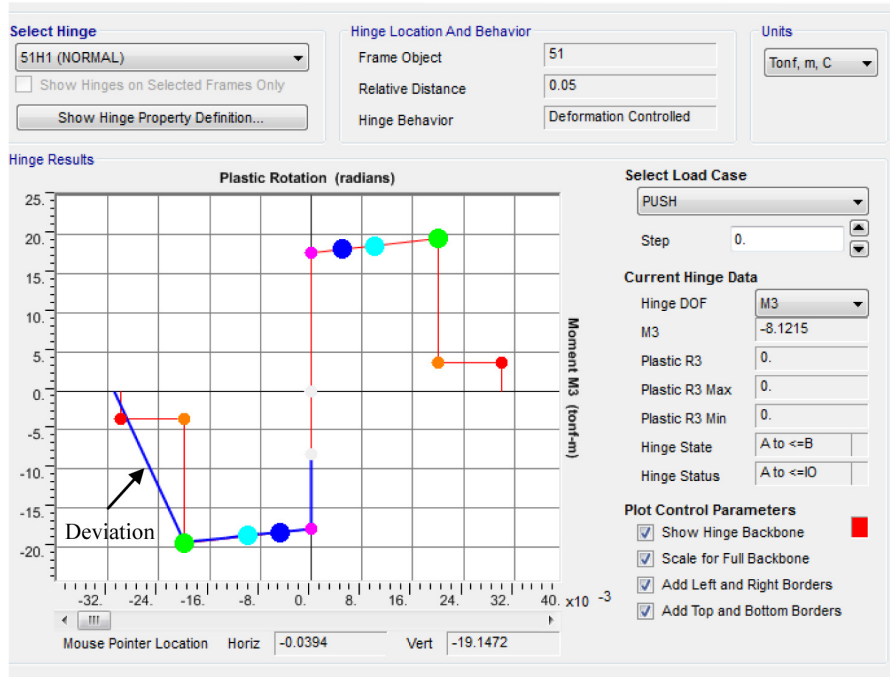 Select Hinge
51H1 (NORMAL)
Show Hinges on Selected Frames Only
Show Hinge Property Definition...
Hinge Location And Behavior
Frame Object 51
Relative Distance 0.05
Hinge Behavior Deformation Controlled
Units
Tonf, m, C
Hinge Results
Plastic Rotation (radians)
25.
20.
15.
10.
5.
0.
-5.
-10.
-15.
-20.
Deviation
Moment M3 (tonf-m)
-32. -24. -16. -8. 0. 8. 16. 24. 32. 40. x10 -3
Mouse Pointer Location Horiz -0.0394 Vert -19.1472
Select Load Case
PUSH
Step 0.
Current Hinge Data
Hinge DOF M3
M3 -8.1215
Plastic R3 0.
Plastic R3 Max 0.
Plastic R3 Min 0.
Hinge State A to <=B
Hinge Status A to <=IO
Plot Control Parameters
Show Hinge Backbone
Scale for Full Backbone
Add Left and Right Borders
Add Top and Bottom Borders